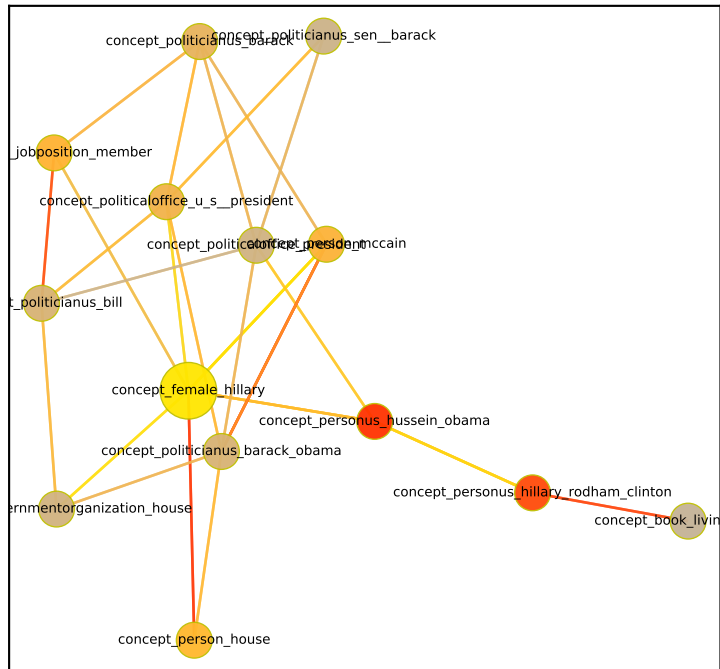 concept_politicianus_sen__barack
concept_politicianus_barack
_jobposition_member
concept_politicaloffice_u_s__president
concept_politicaloffice_president
concept_person_mccain
t_politicianus_bill
concept_female_hillary
concept_personus_hussein_obama
concept_politicianus_barack_obama
concept_personus_hillary_rodham_clinton
ernmentorganization_house
concept_book_livin
concept_person_house